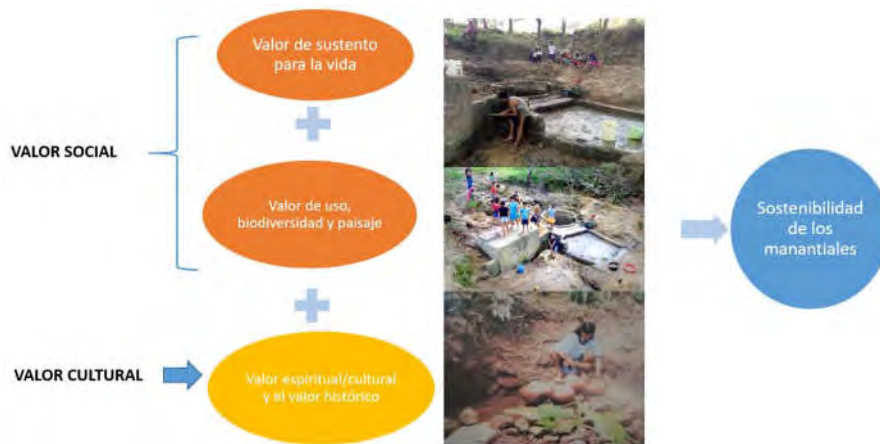 Valor de sustento
para la vida
VALOR SOCIAL
Valor de uso,
biodiversidad y paisaje
Sostenibilidad
de los
manantiales
VALOR CULTURAL
Valor espiritual/cultural
y el valor histórico